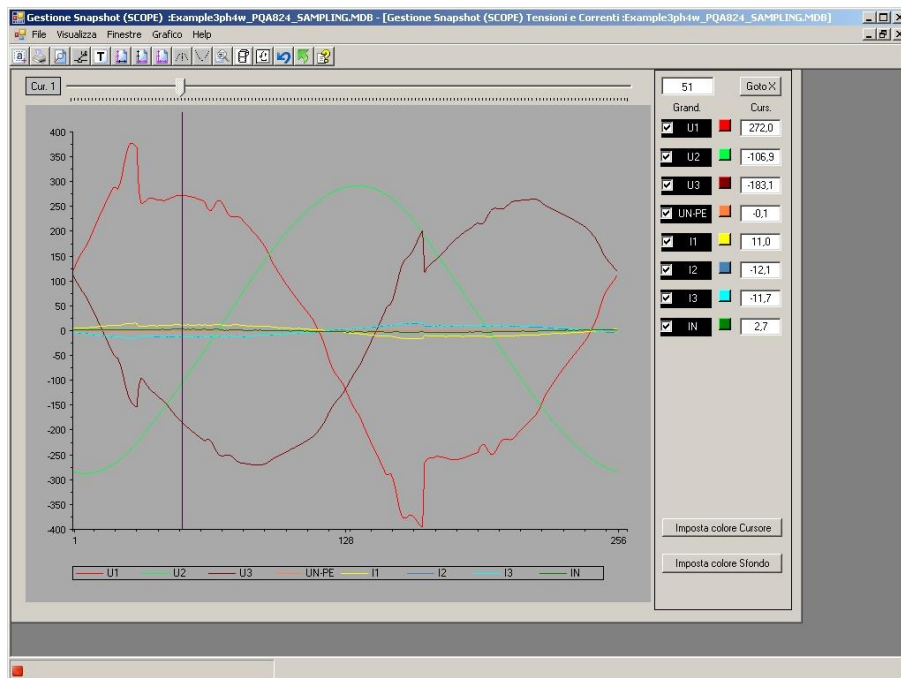 Gestione Snapshot (SCOPE) :Example3ph4w_PQA824_SAMPLING.MDB - [Gestione Snapshot (SCOPE) Tensioni e Correnti :Example3ph4w_PQA824_SAMPLING.MDB]
File Visualizza Finestre Grafico Help
T
Cur. 1
51 Goto X
Grand. Curs.
U1 272,0
U2 -106,9
U3 -183,1
UN-PE -0,1
I1 11,0
I2 -12,1
I3 -11,7
IN 2,7
400
350
300
250
200
150
100
50
0
-50
-100
-150
-200
-250
-300
-350
-400
1 128 256
U1 U2 U3 UN-PE I1 I2 I3 IN
Imposta colore Cursore
Imposta colore Sfondo